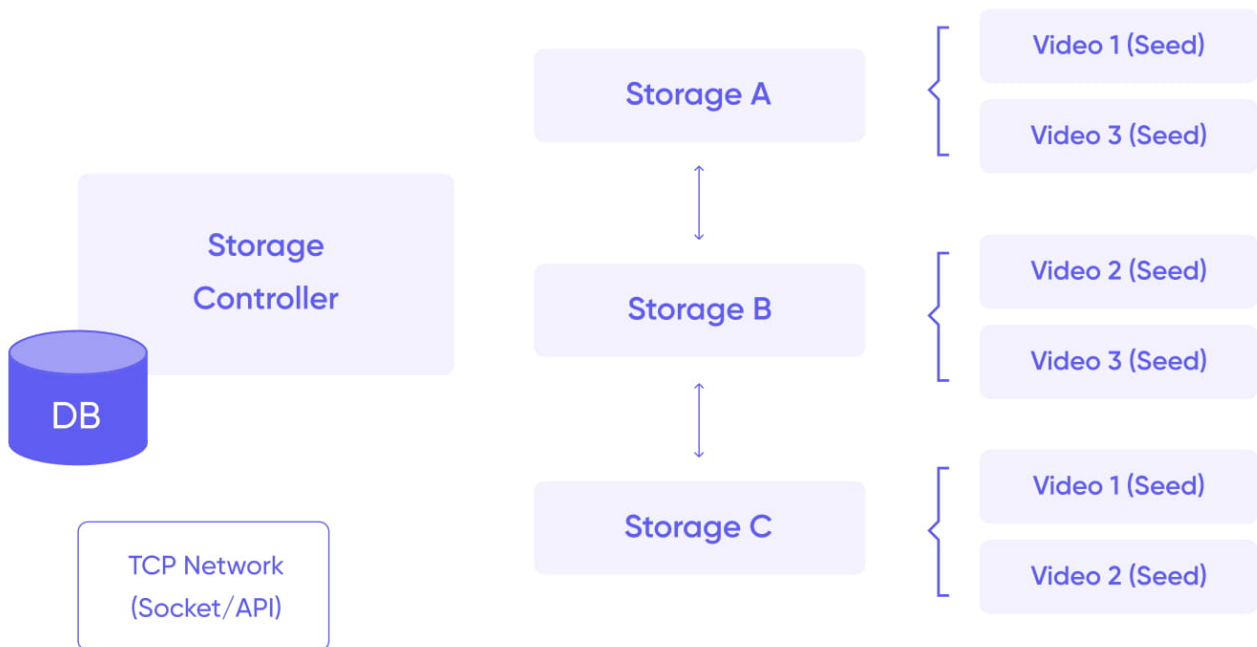 Storage
Controller
DB
TCP Network
(Socket/API)
Storage A
Video 1 (Seed)
Video 3 (Seed)
Storage B
Video 2 (Seed)
Video 3 (Seed)
Storage C
Video 1 (Seed)
Video 2 (Seed)